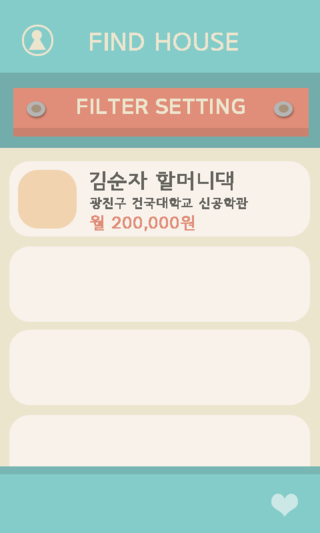 FIND HOUSE
FILTER SETTING
김순자 할머니댁
광진구 건국대학교 신공학관
월 200,000원